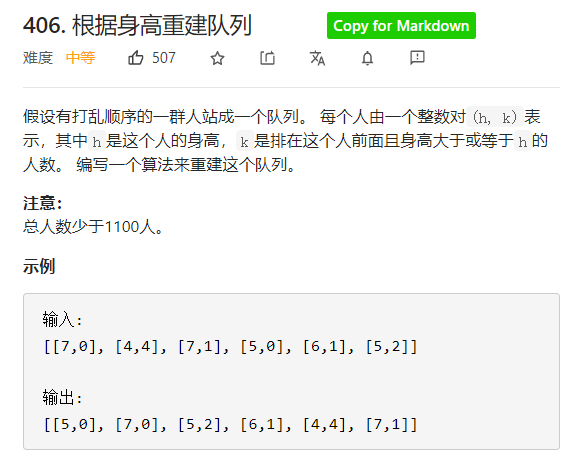 406. 根据身高重建队列 Copy for Markdown
难度 中等 507
假设有打乱顺序的一群人站成一个队列。 每个人由一个整数对 (h, k) 表
示，其中 h 是这个人的身高， k 是排在这个人前面且身高大于或等于 h 的
人数。 编写一个算法来重建这个队列。
注意：
总人数少于1100人。
示例
输入:
[[7,0], [4,4], [7,1], [5,0], [6,1], [5,2]]
输出:
[[5,0], [7,0], [5,2], [6,1], [4,4], [7,1]]